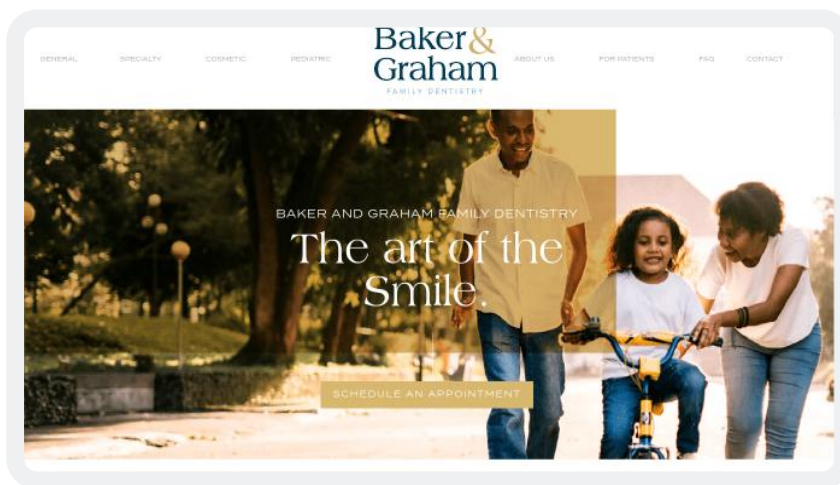 Baker&
Graham
FAMILY DENTISTRY
GENERAL SPECIALTY COSMETIC PEDIATRIC ABOUT US FOR PATIENTS FAQ CONTACT
BAKER AND GRAHAM FAMILY DENTISTRY
The art of the
Smile.
SCHEDULE AN APPOINTMENT